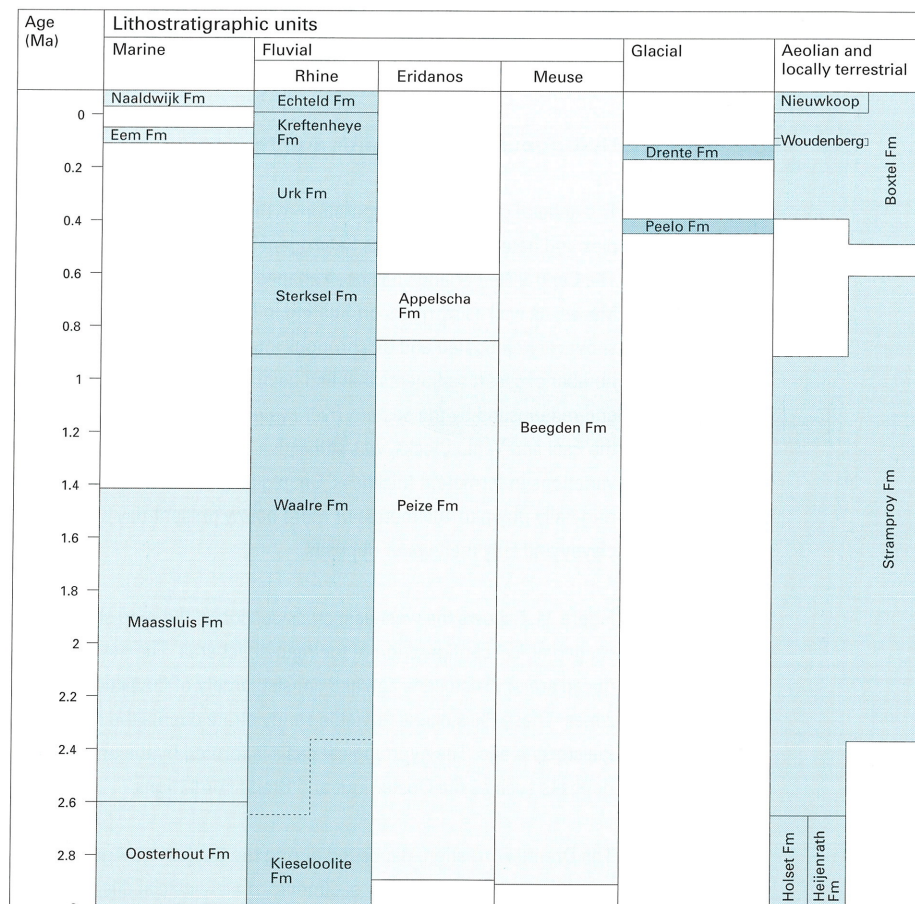 Age
(Ma)
Lithostratigraphic units
Marine
Fluvial
Glacial
Aeolian and
locally terrestrial
Rhine
Eridanos
Meuse
Naaldwijk Fm
Echteld Fm
Nieuwkoop
0
Kreftenheye
Fm
Eem Fm
Woudenberg
Drente Fm
Boxtel Fm
0.2
Urk Fm
0.4
Peelo Fm
0.6
Sterksel Fm
Appelscha
Fm
0.8
1
1.2
Beegden Fm
1.4
Waalre Fm
Peize Fm
Stramproy Fm
1.6
1.8
Maassluis Fm
2
2.2
2.4
2.6
2.8
Oosterhout Fm
Kieseloolite
Fm
Holset Fm
Heijenrath
Fm